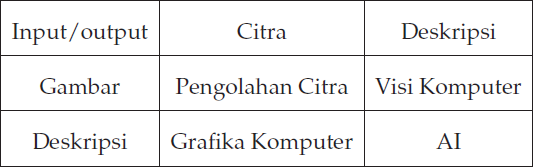 Input/output Citra Deskripsi
Gambar Pengolahan Citra Visi Komputer
Deskripsi Grafika Komputer AI